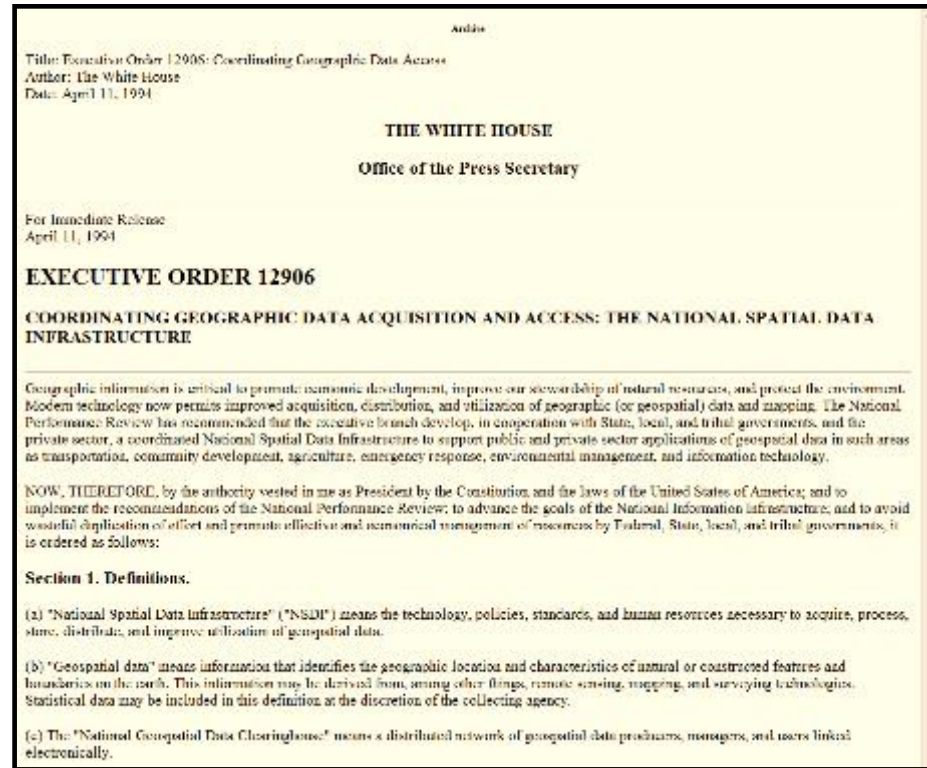 Archive
Title: Executive Order 12906: Coordinating Geographic Data Access
Author: The White House
Date: April 11, 1994
THE WHITE HOUSE
Office of the Press Secretary
For Immediate Release
April 11, 1994
EXECUTIVE ORDER 12906
COORDINATING GEOGRAPHIC DATA ACQUISITION AND ACCESS: THE NATIONAL SPATIAL DATA
INFRASTRUCTURE
Geographic information is critical to promote economic development, improve our stewardship of natural resources, and protect the environment.
Modern technology now permits improved acquisition, distribution, and utilization of geographic (or geospatial) data and mapping. The National
Performance Review has recommended that the executive branch develop, in cooperation with State, local, and tribal governments, and the
private sector, a coordinated National Spatial Data Infrastructure to support public and private sector applications of geospatial data in such areas
as transportation, community development, agriculture, emergency response, environmental management, and information technology.
NOW, THEREFORE, by the authority vested in me as President by the Constitution and the laws of the United States of America; and to
implement the recommendations of the National Performance Review; to advance the goals of the National Information Infrastructure; and to avoid
wasteful duplication of effort and promote effective and economical management of resources by Federal, State, local, and tribal governments, it
is ordered as follows:
Section 1. Definitions.
(a) "National Spatial Data Infrastructure" ("NSDI") means the technology, policies, standards, and human resources necessary to acquire, process,
store, distribute, and improve utilization of geospatial data.
(b) "Geospatial data" means information that identifies the geographic location and characteristics of natural or constructed features and
boundaries on the earth. This information may be derived from, among other things, remote sensing, mapping, and surveying technologies.
Statistical data may be included in this definition at the discretion of the collecting agency.
(c) The "National Geospatial Data Clearinghouse" means a distributed network of geospatial data producers, managers, and users linked
electronically.